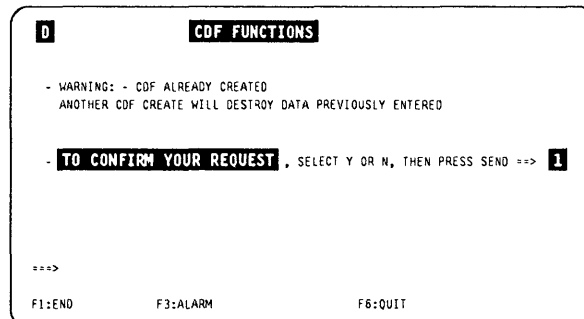 D CDF FUNCTIONS
- WARNING: - CDF ALREADY CREATED
ANOTHER CDF CREATE WILL DESTROY DATA PREVIOUSLY ENTERED
- TO CONFIRM YOUR REQUEST , SELECT Y OR N, THEN PRESS SEND ==> 1
===>
F1:END F3:ALARM F6:QUIT